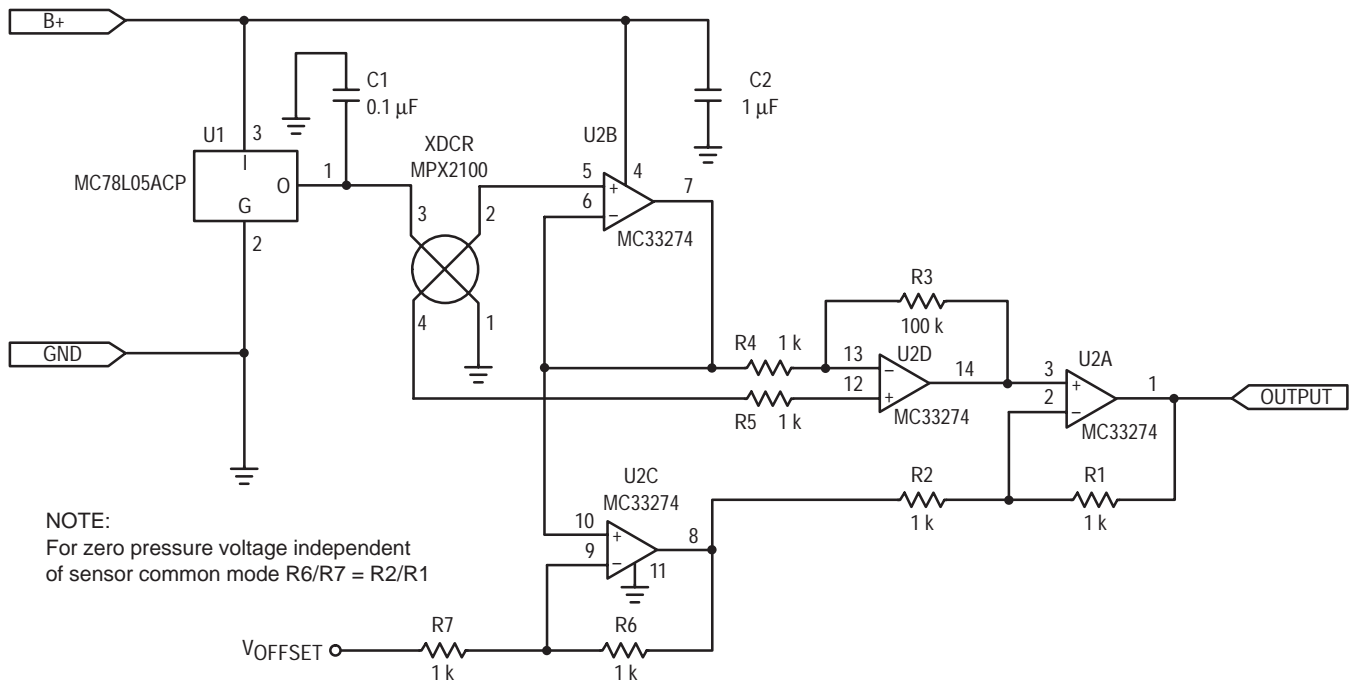 B+
C1
0.1 µF
C2
1 µF
U1
3
I
MC78L05ACP
O
1
G
2
XDCR
MPX2100
3
2
4
1
U2B
5
+
4
7
6
−
MC33274
GND
R3
100 k
R4
1 k
13
−
U2D
14
12
+
MC33274
R5
1 k
U2A
3
+
1
2
−
MC33274
OUTPUT
U2C
MC33274
10
+
8
9
−
11
R2
1 k
R1
1 k
NOTE:
For zero pressure voltage independent
of sensor common mode R6/R7 = R2/R1
VOFFSET
R7
1 k
R6
1 k